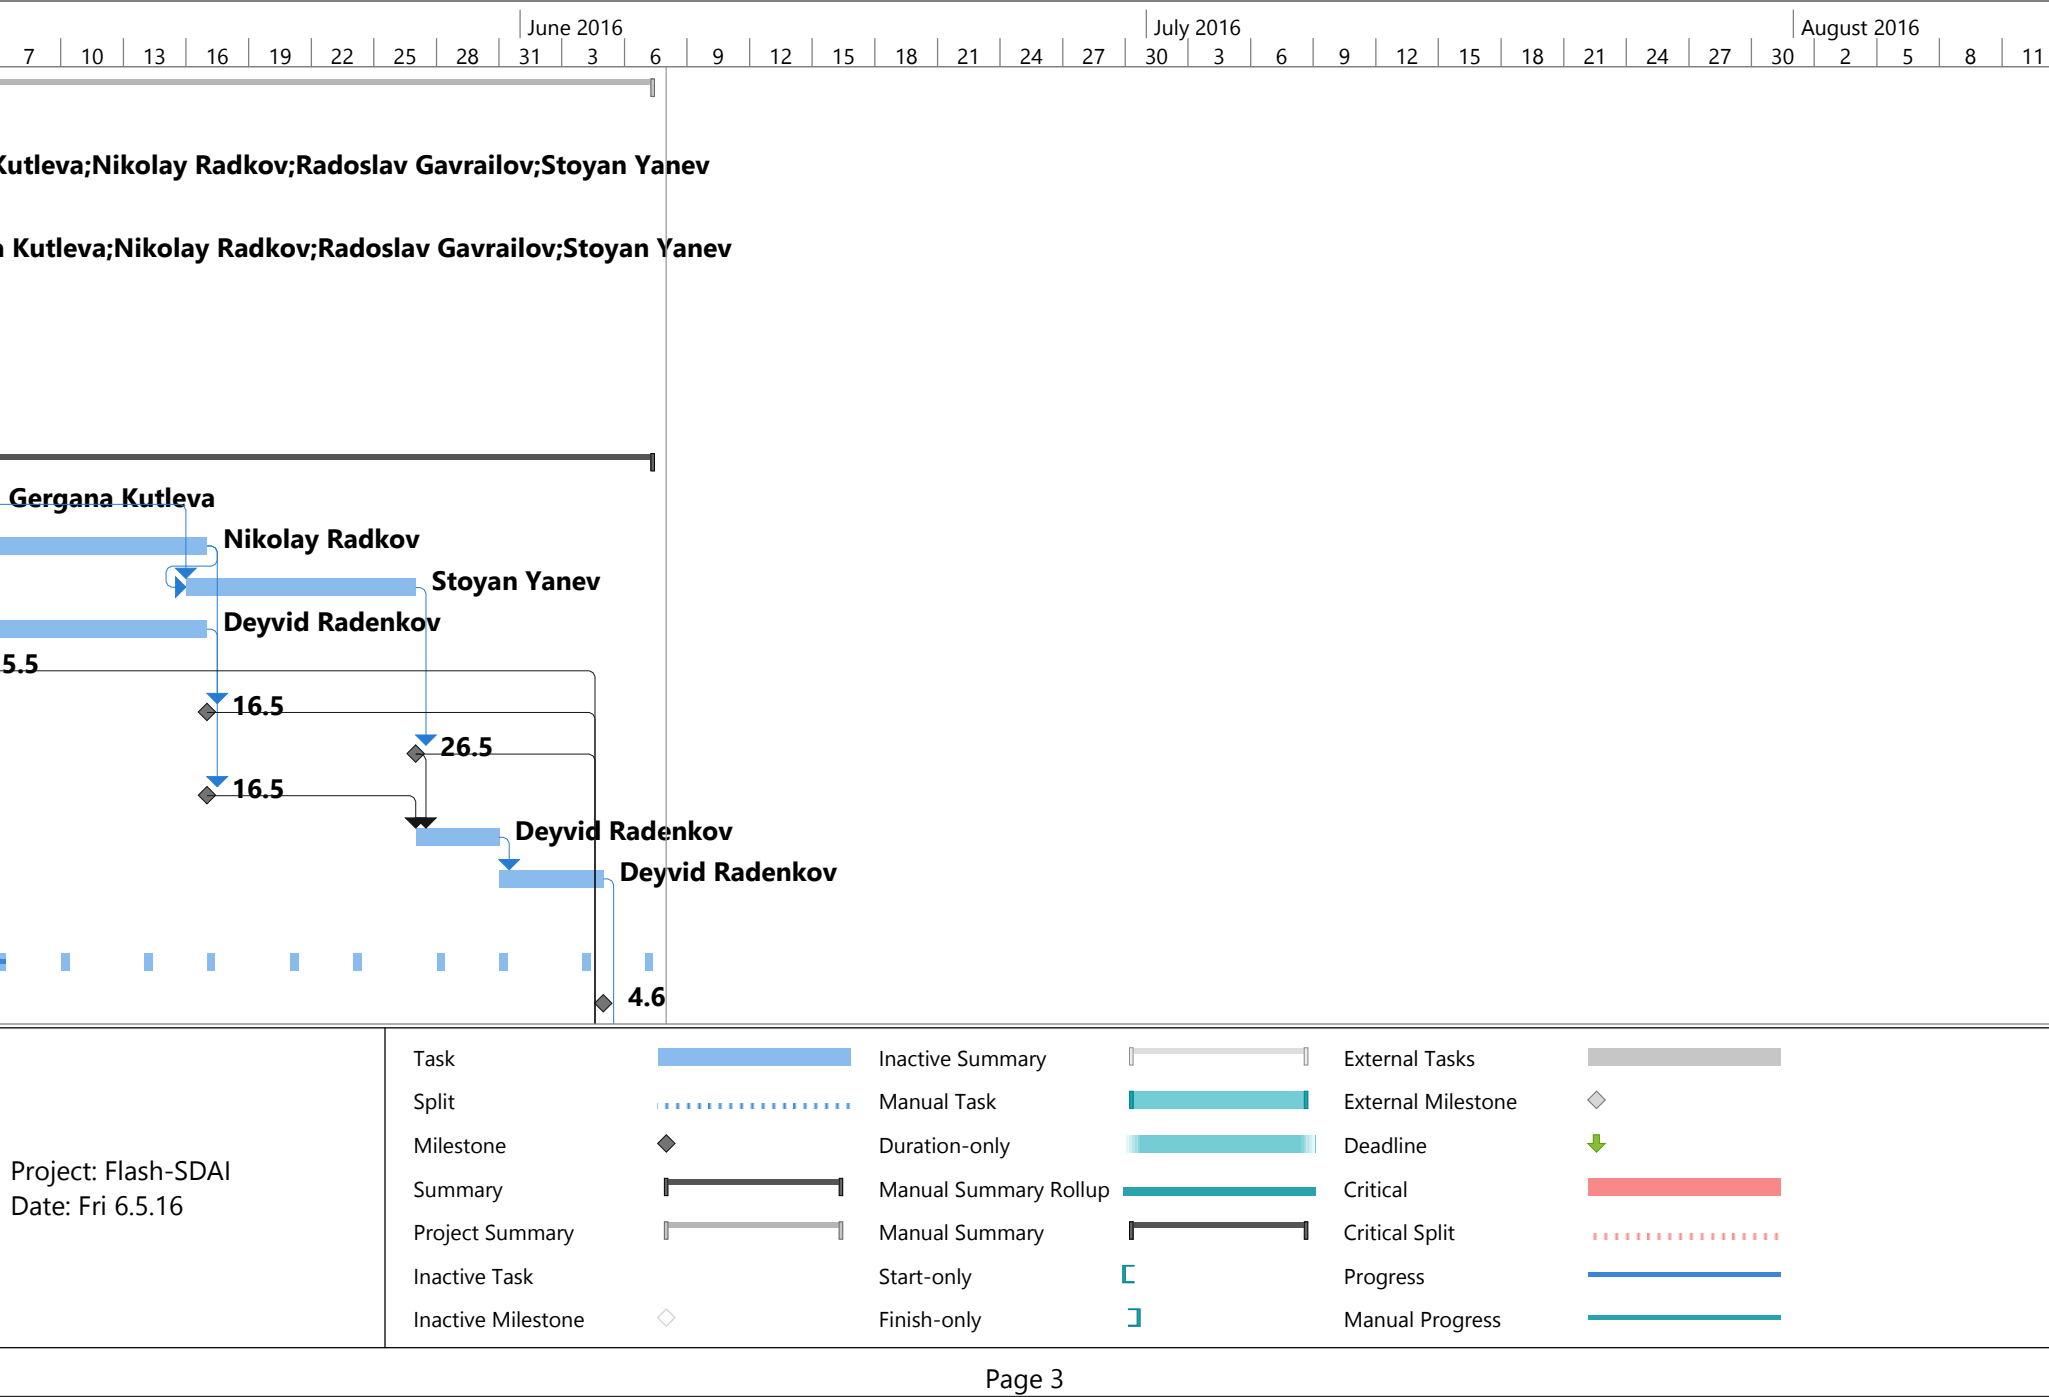 June 2016 July 2016 August 2016
7 10 13 16 19 22 25 28 31 3 6 9 12 15 18 21 24 27 30 3 6 9 12 15 18 21 24 27 30 2 5 8 11
Kutleva;Nikolay Radkov;Radoslav Gavrailov;Stoyan Yanev
Kutleva;Nikolay Radkov;Radoslav Gavrailov;Stoyan Yanev
Gergana Kutleva
Nikolay Radkov
Stoyan Yanev
Deyvid Radenkov
5.5
16.5
26.5
16.5
Deyvid Radenkov
Deyvid Radenkov
4.6
Project: Flash-SDAI
Date: Fri 6.5.16
Task
Split
Milestone
Summary
Project Summary
Inactive Task
Inactive Milestone
Inactive Summary
Manual Task
Duration-only
Manual Summary Rollup
Manual Summary
Start-only
Finish-only
External Tasks
External Milestone
Deadline
Critical
Critical Split
Progress
Manual Progress
Page 3